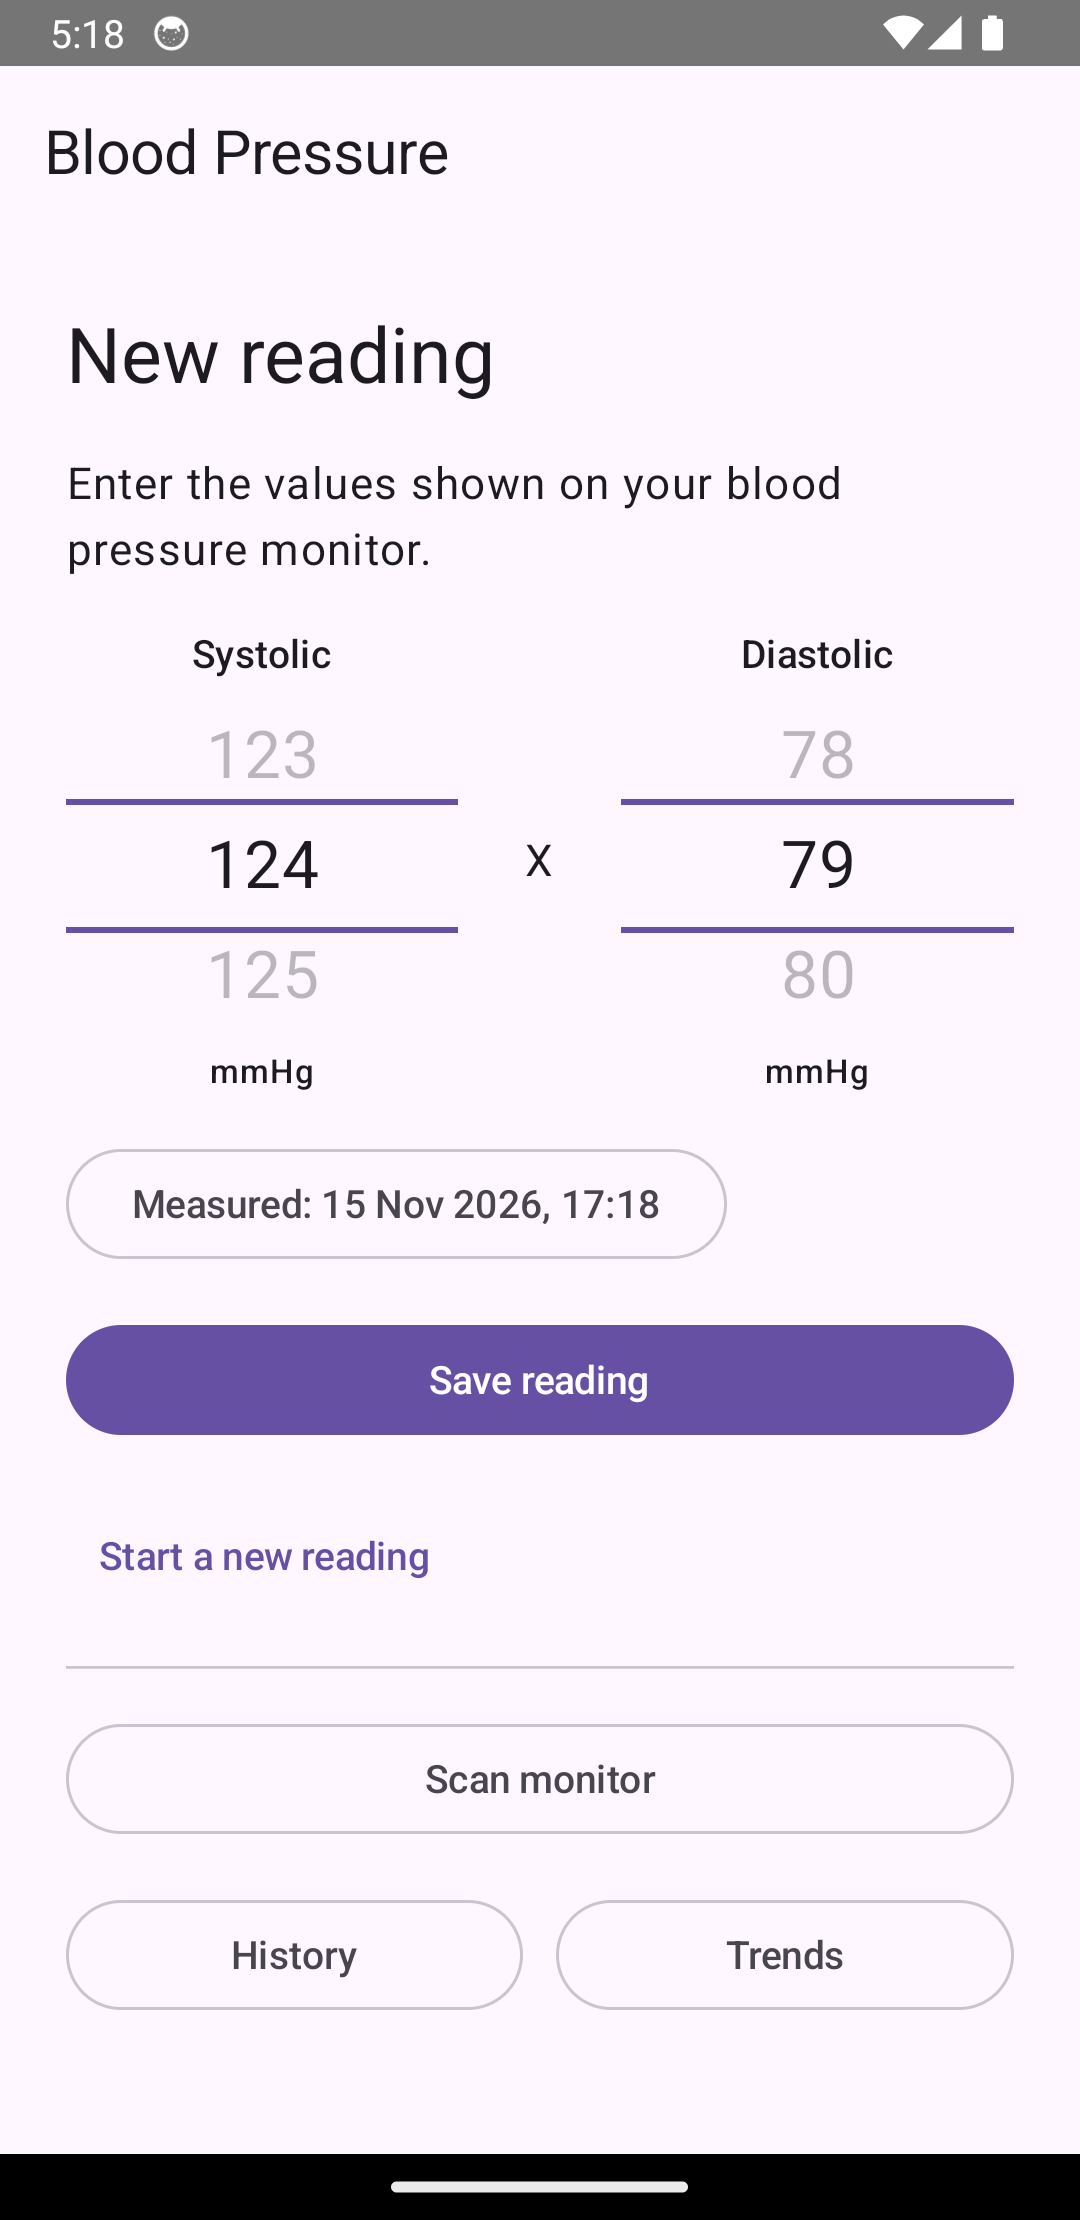 5:18
Blood Pressure
New reading
Enter the values shown on your blood
pressure monitor.
Systolic
Diastolic
123
78
124
X
79
125
80
mmHg
mmHg
Measured: 15 Nov 2026, 17:18
Save reading
Start a new reading
Scan monitor
History
Trends